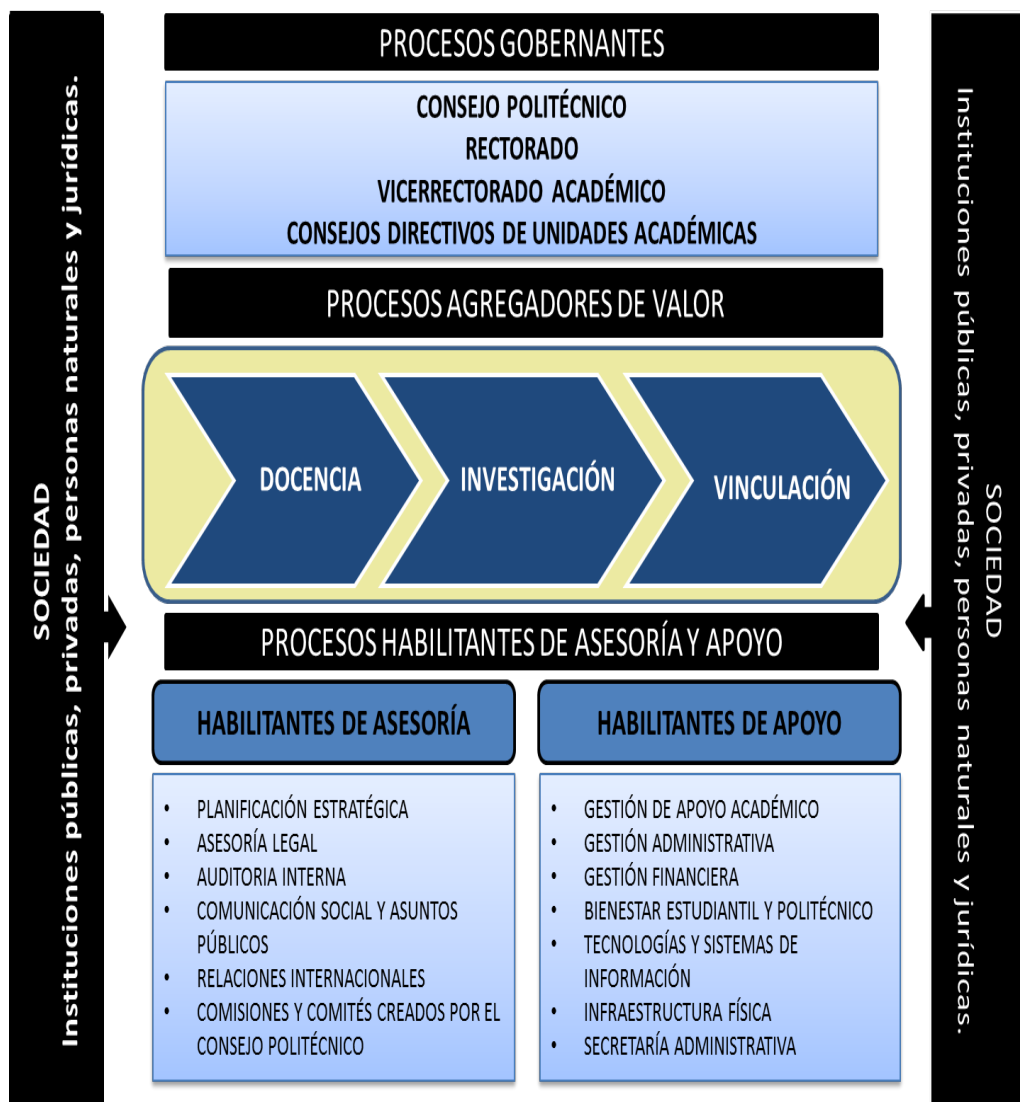 SOCIEDAD
Instituciones públicas, privadas, personas naturales y jurídicas.
PROCESOS GOBERNANTES
CONSEJO POLITÉCNICO
RECTORADO
VICERRECTORADO ACADÉMICO
CONSEJOS DIRECTIVOS DE UNIDADES ACADÉMICAS
PROCESOS AGREGADORES DE VALOR
DOCENCIA
INVESTIGACIÓN
VINCULACIÓN
PROCESOS HABILITANTES DE ASESORÍA Y APOYO
HABILITANTES DE ASESORÍA
• PLANIFICACIÓN ESTRATÉGICA
• ASESORÍA LEGAL
• AUDITORIA INTERNA
• COMUNICACIÓN SOCIAL Y ASUNTOS
PÚBLICOS
• RELACIONES INTERNACIONALES
• COMISIONES Y COMITÉS CREADOS POR EL
CONSEJO POLITÉCNICO
HABILITANTES DE APOYO
• GESTIÓN DE APOYO ACADÉMICO
• GESTIÓN ADMINISTRATIVA
• GESTIÓN FINANCIERA
• BIENESTAR ESTUDIANTIL Y POLITÉCNICO
• TECNOLOGÍAS Y SISTEMAS DE
INFORMACIÓN
• INFRAESTRUCTURA FÍSICA
• SECRETARÍA ADMINISTRATIVA
SOCIEDAD
Instituciones públicas, privadas, personas naturales y jurídicas.